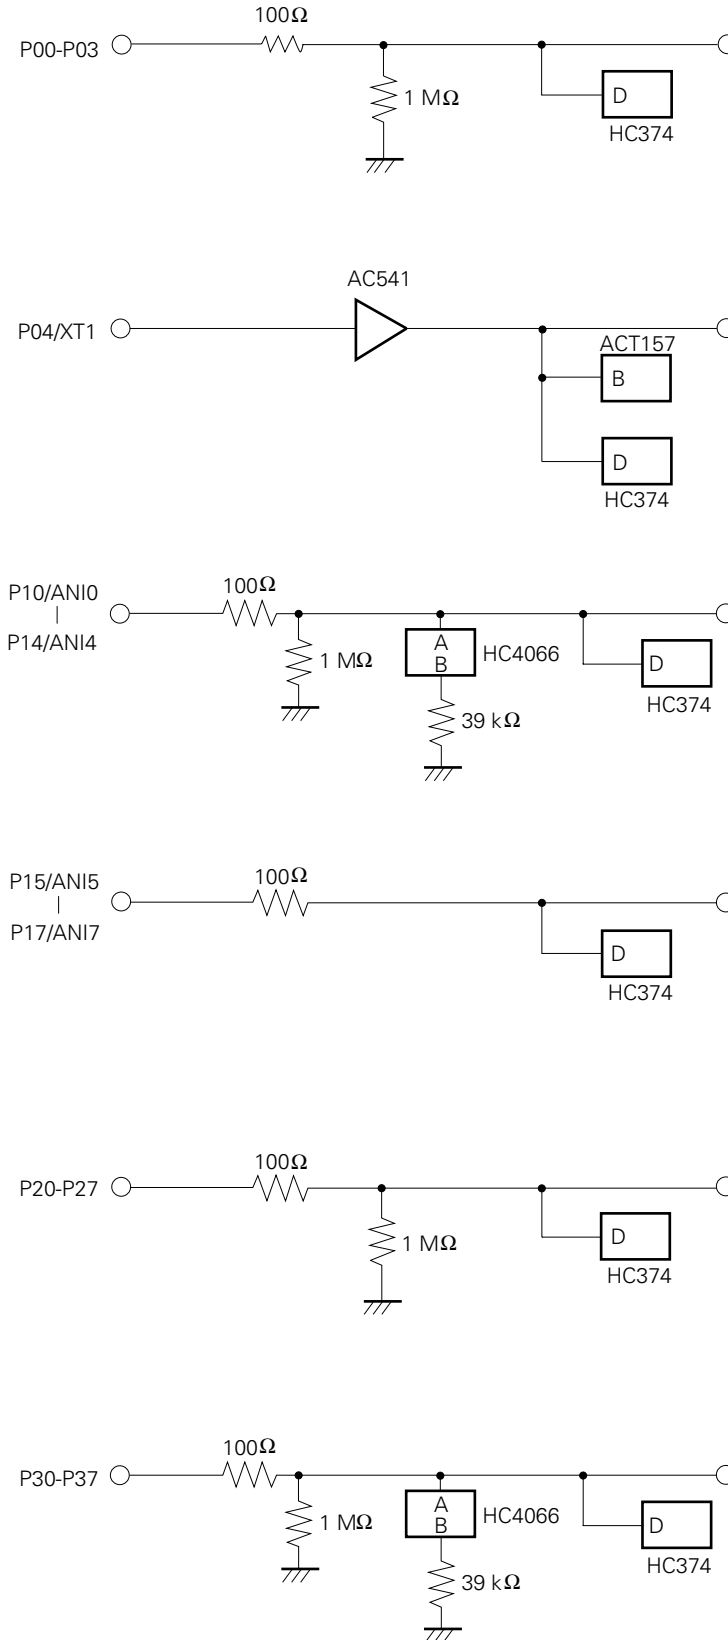 100Ω
P00-P03
1 MΩ
D
HC374
AC541
P04/XT1
ACT157
B
D
HC374
P10/ANI0
|
P14/ANI4
100Ω
1 MΩ
A
B
HC4066
39 kΩ
D
HC374
P15/ANI5
|
P17/ANI7
100Ω
D
HC374
100Ω
P20-P27
1 MΩ
D
HC374
100Ω
P30-P37
1 MΩ
A
B
HC4066
39 kΩ
D
HC374